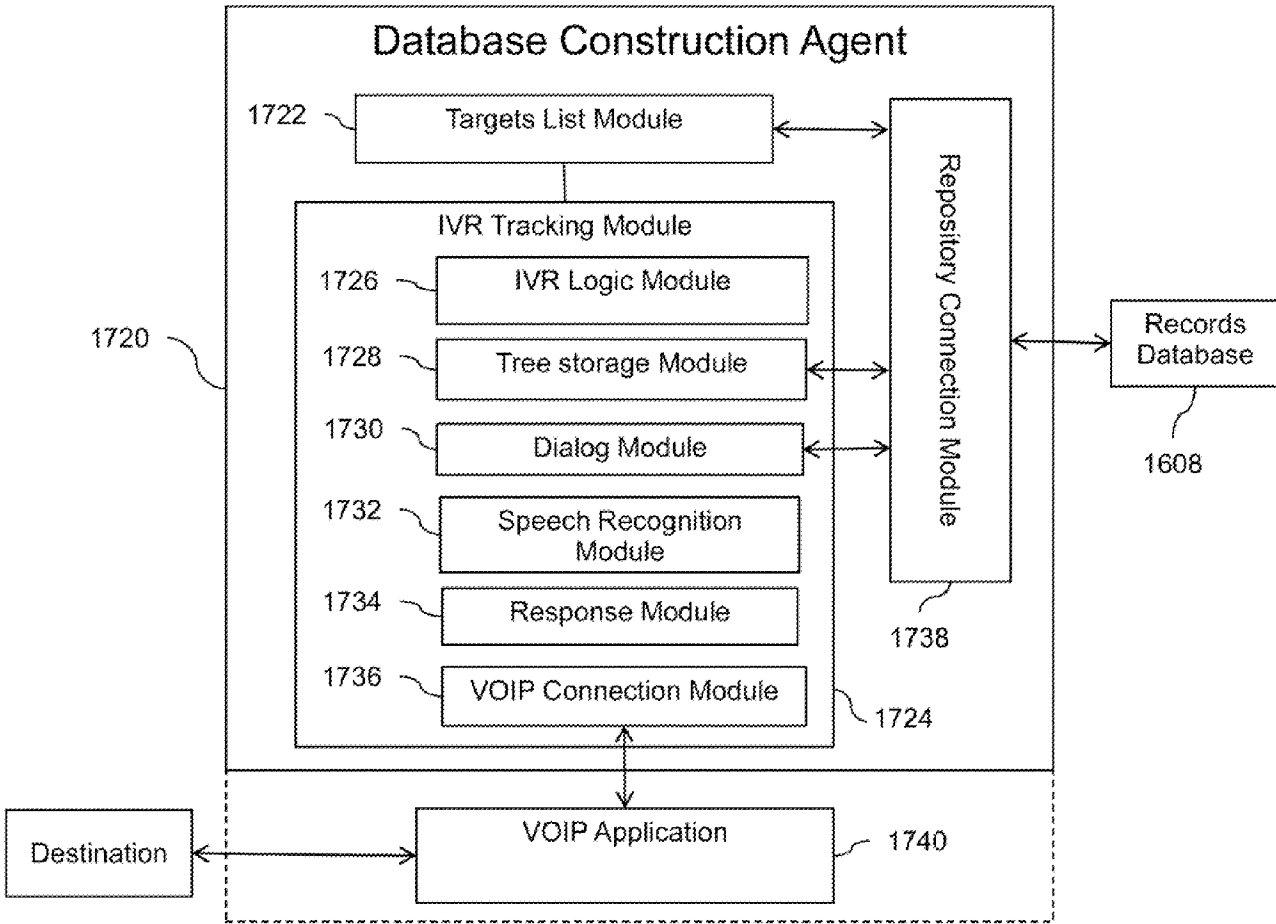 Database Construction Agent
1722
Targets List Module
IVR Tracking Module
1726
IVR Logic Module
1720
1728
Tree storage Module
1730
Dialog Module
1732
Speech Recognition
Module
1734
Response Module
1736
VOIP Connection Module
1724
Repository Connection Module
1738
Records
Database
1608
Destination
VOIP Application
1740